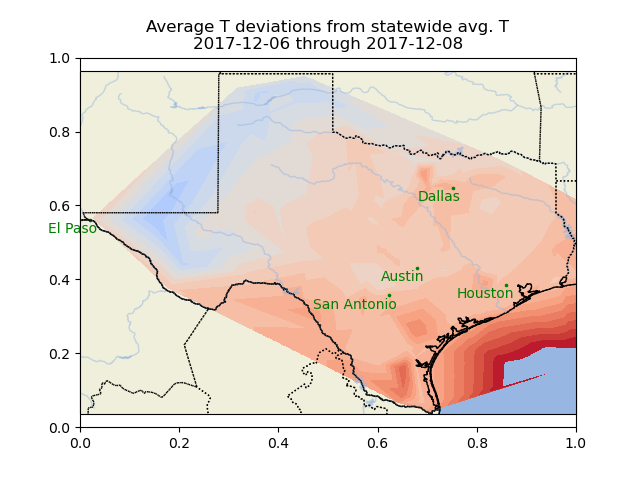 Average T deviations from statewide avg. T
2017-12-06 through 2017-12-08
1.0
0.8
0.6
0.4
0.2
0.0
Dallas
El Paso
Austin
San Antonio
Houston
0.0 0.2 0.4 0.6 0.8 1.0